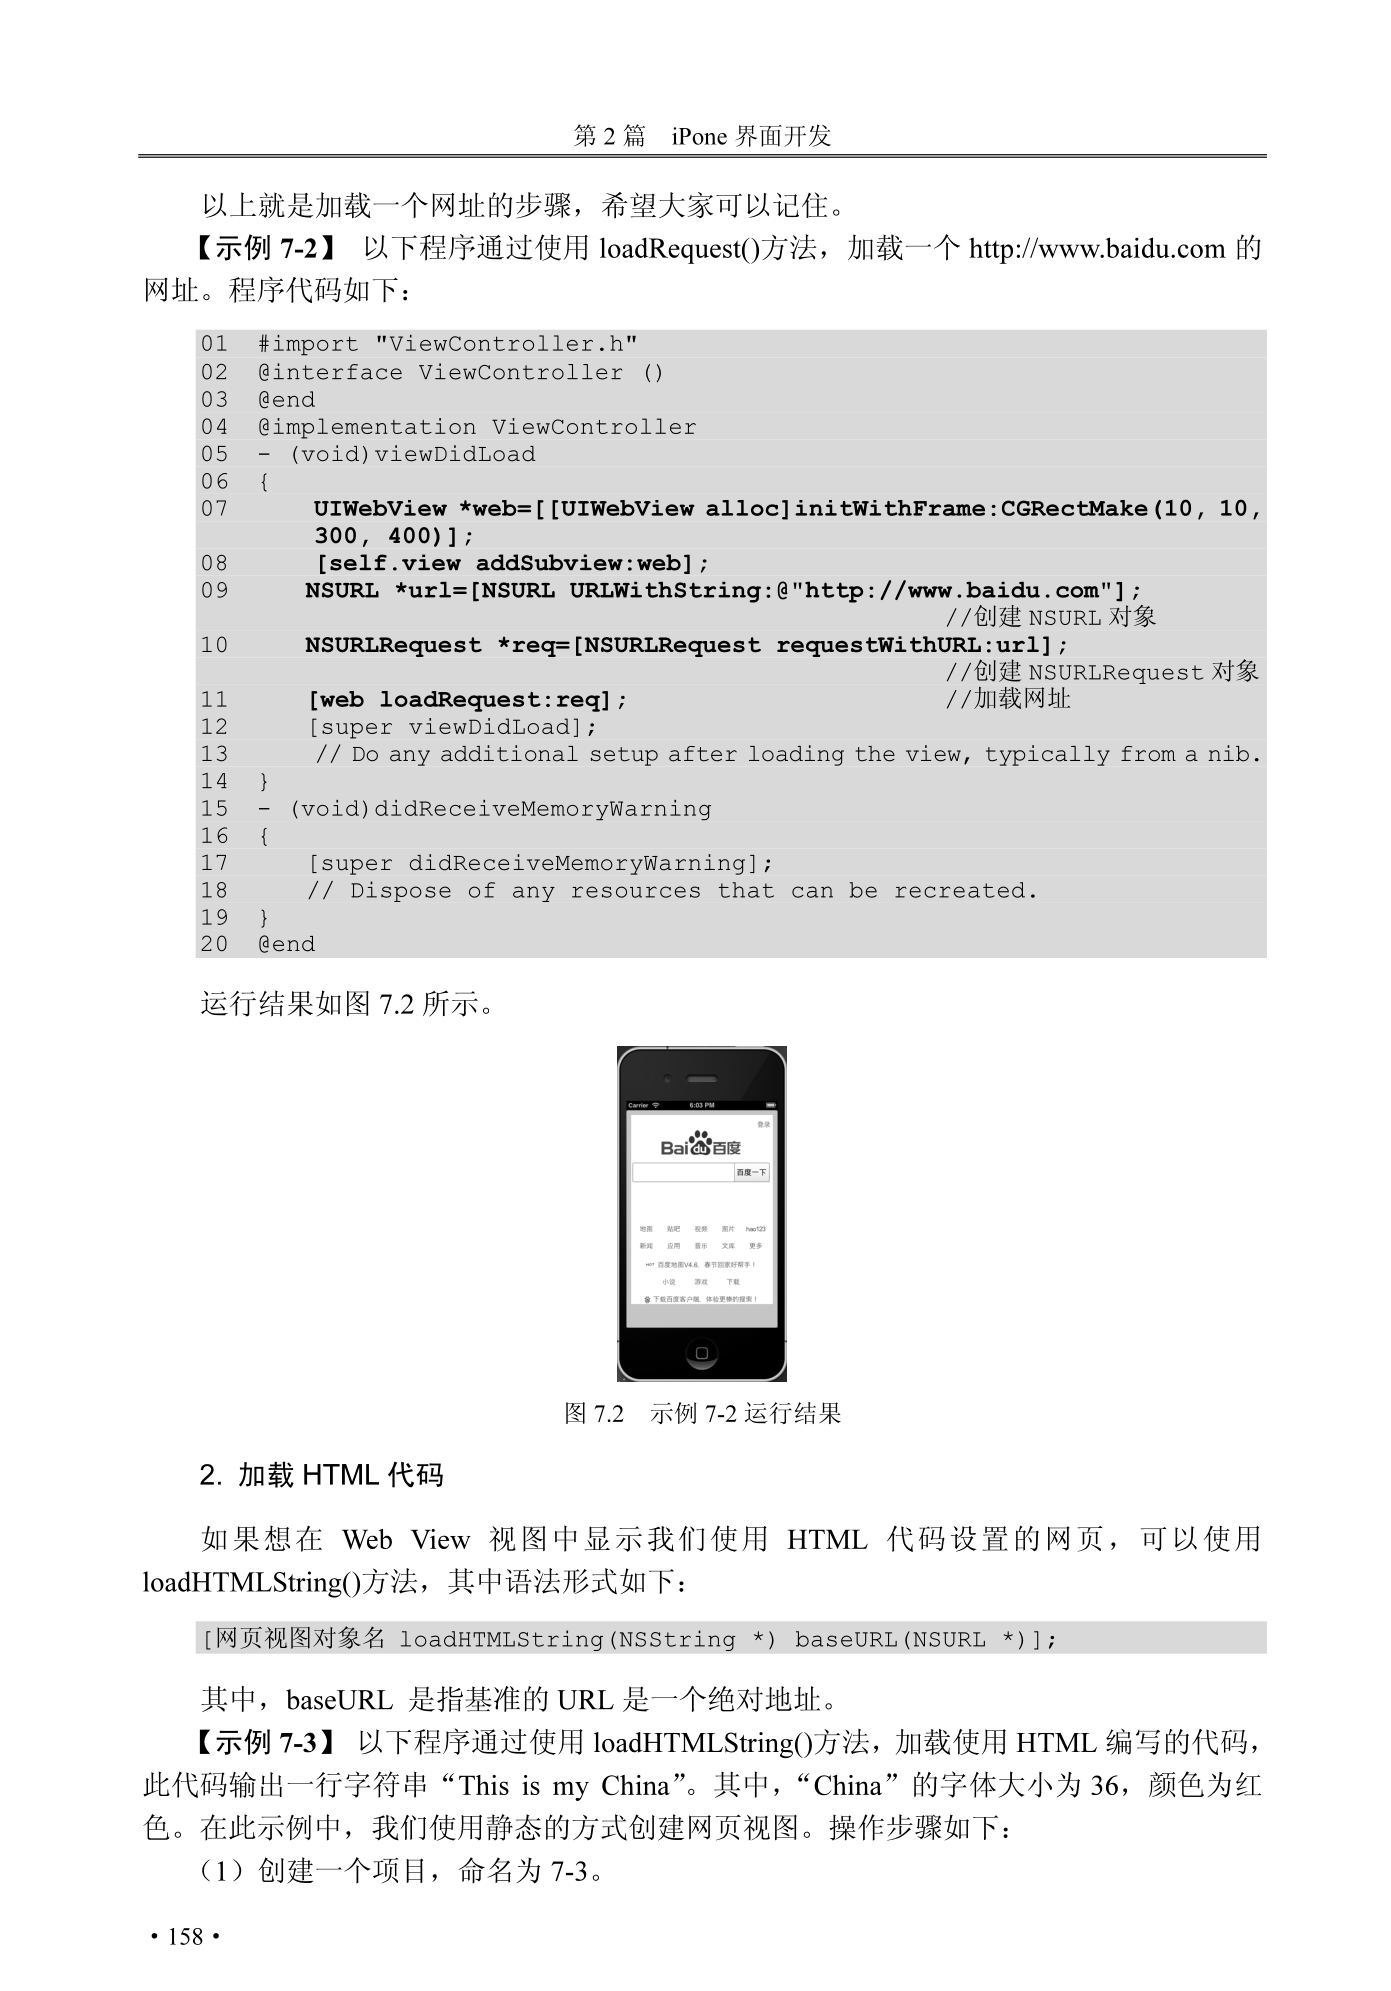 第 2 篇　iPone 界面开发
以上就是加载一个网址的步骤，希望大家可以记住。
【示例 7-2】 以下程序通过使用 loadRequest()方法，加载一个 http://www.baidu.com 的
网址。程序代码如下：
01 #import "ViewController.h"
02 @interface ViewController ()
03 @end
04 @implementation ViewController
05 - (void)viewDidLoad
06 {
07 UIWebView *web=[[UIWebView alloc]initWithFrame:CGRectMake(10, 10,
300, 400)];
08 [self.view addSubview:web];
09 NSURL *url=[NSURL URLWithString:@"http://www.baidu.com"];
//创建 NSURL 对象
10 NSURLRequest *req=[NSURLRequest requestWithURL:url];
//创建 NSURLRequest 对象
11 [web loadRequest:req]; //加载网址
12 [super viewDidLoad];
13 // Do any additional setup after loading the view, typically from a nib.
14 }
15 - (void)didReceiveMemoryWarning
16 {
17 [super didReceiveMemoryWarning];
18 // Dispose of any resources that can be recreated.
19 }
20 @end
运行结果如图 7.2 所示。
Carrier 6:03 PM
登录
Bai du 百度
百度一下
地图 贴吧 视频 图片 hao123
新闻 应用 音乐 文库 更多
HOT 百度地图V4.6，春节回家好帮手！
小说 游戏 下载
下载百度客户端，体验更棒的搜索！
图 7.2　示例 7-2 运行结果
2. 加载 HTML 代码
如果想在 Web View 视图中显示我们使用 HTML 代码设置的网页，可以使用
loadHTMLString()方法，其中语法形式如下：
[网页视图对象名 loadHTMLString(NSString *) baseURL(NSURL *)];
其中，baseURL 是指基准的 URL 是一个绝对地址。
【示例 7-3】 以下程序通过使用 loadHTMLString()方法，加载使用 HTML 编写的代码，
此代码输出一行字符串“This is my China”。其中，“China”的字体大小为 36，颜色为红
色。在此示例中，我们使用静态的方式创建网页视图。操作步骤如下：
（1）创建一个项目，命名为 7-3。
• 158 •